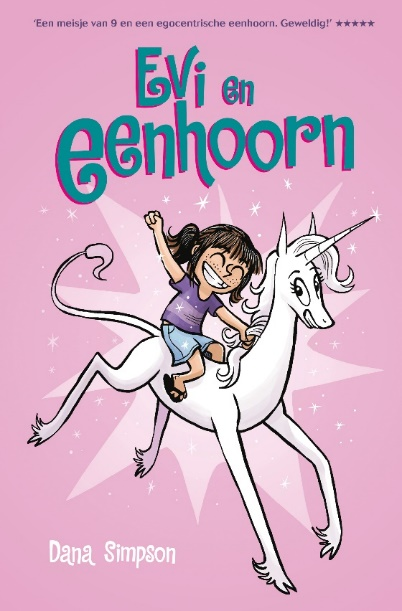 'Een meisje van 9 en een egocentrische eenhoorn. Geweldig!' ★★★★★
Evi en
eenhoorn
Dana Simpson